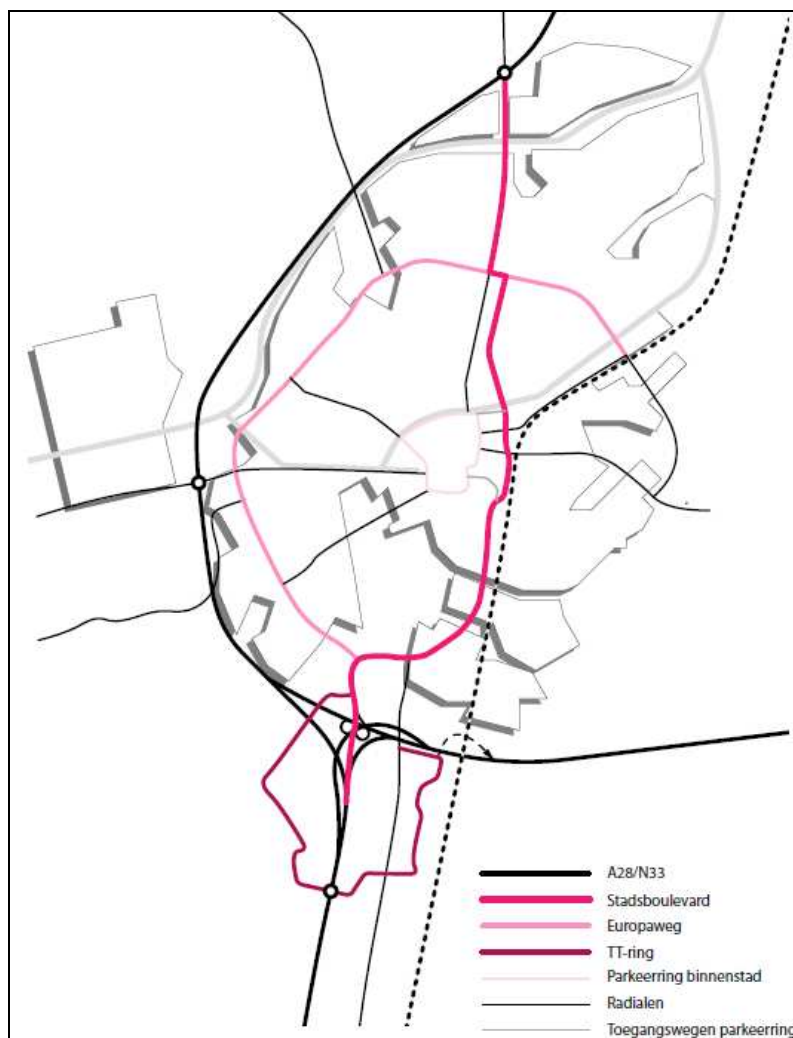 A28/N33
Stadsboulevard
Europaweg
TT-ring
Parkeerring binnenstad
Radialen
Toegangswegen parkeerring